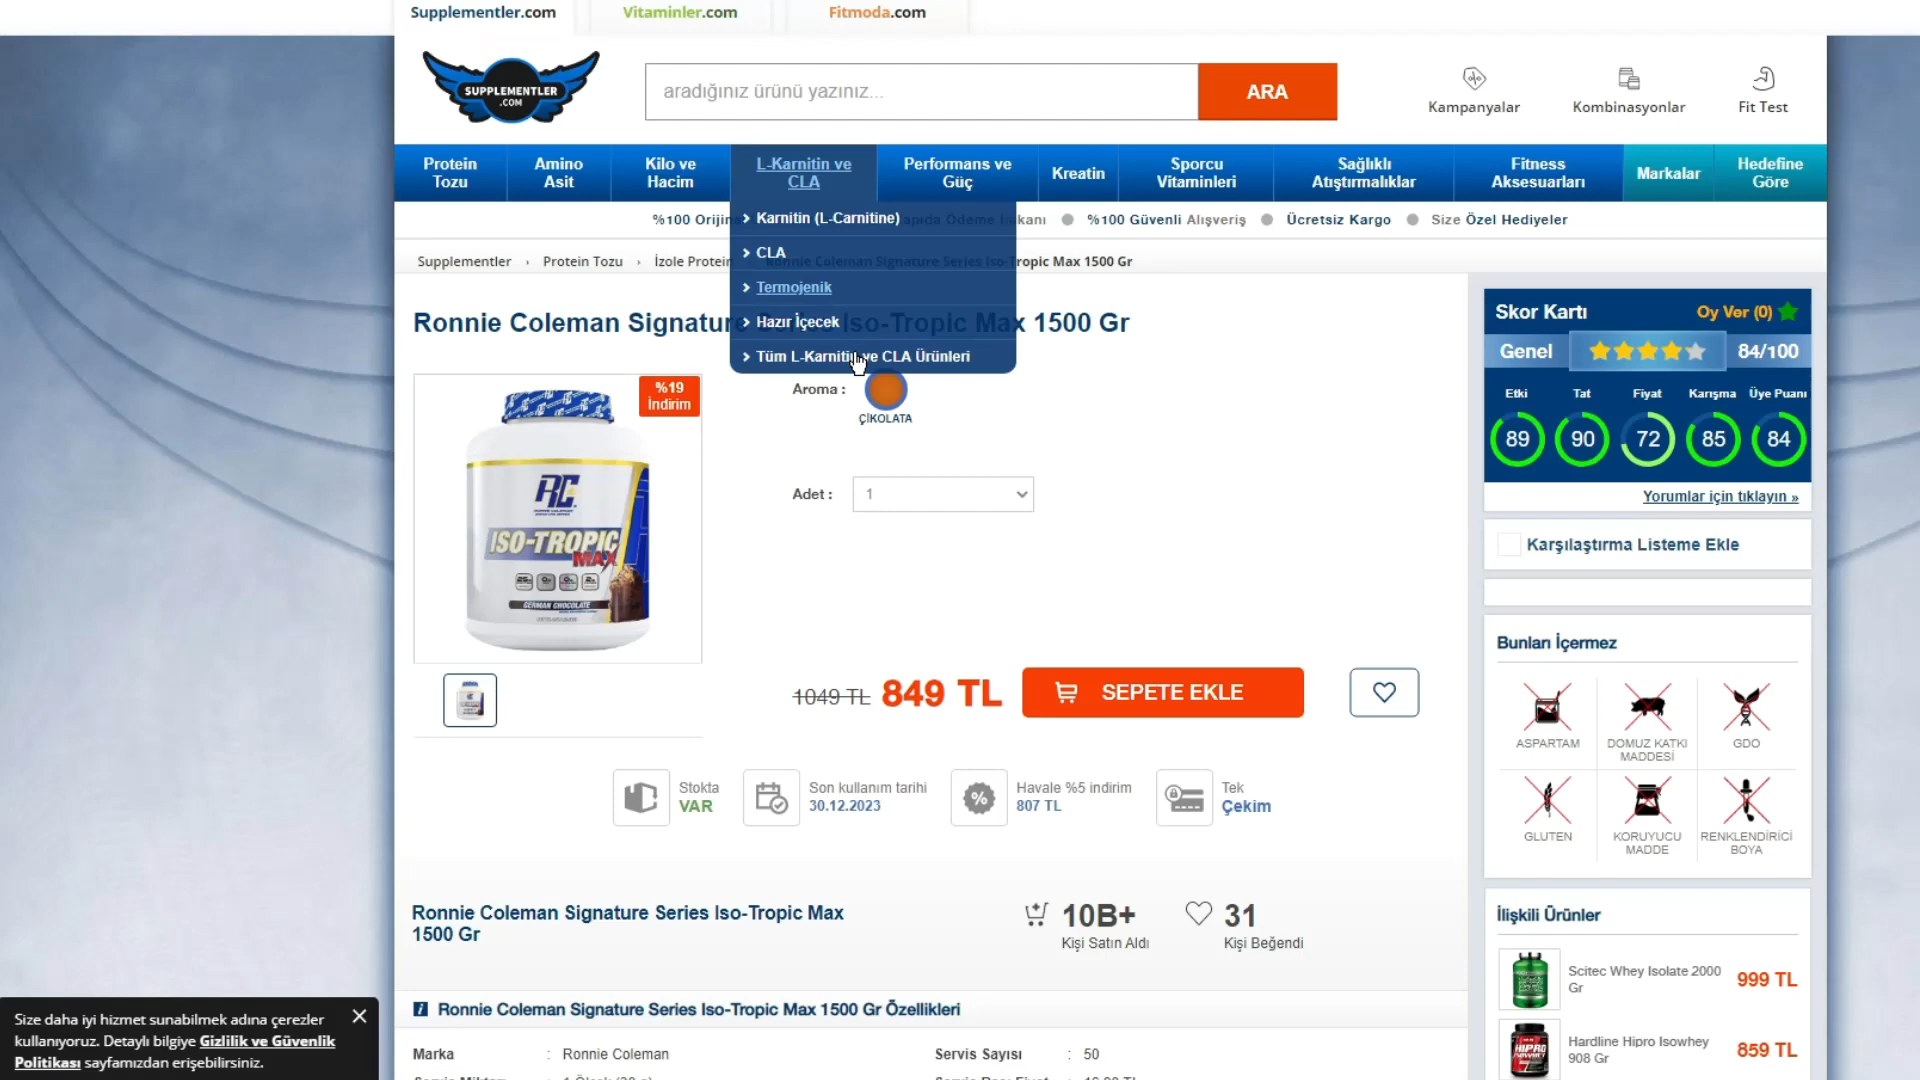 Supplementler.com
Vitaminler.com
Fitmoda.com
SUPPLEMENTLER
.COM
aradığınız ürünü yazınız...
ARA
Kampanyalar
Kombinasyonlar
Fit Test
Protein
Tozu
Amino
Asit
Kilo ve
Hacim
L-Karnitin ve
CLA
Performans ve
Güç
Kreatin
Sporcu
Vitaminleri
Sağlıklı
Atıştırmalıklar
Fitness
Aksesuarları
Markalar
Hedefine
Göre
Karnitin (L-Carnitine)
CLA
Termojenik
Hazır İçecek
Tüm L-Karnitin ve CLA Ürünleri
%100 Güvenli Alışveriş
Ücretsiz Kargo
Size Özel Hediyeler
Supplementler › Protein Tozu › İzole Protein
Ronnie Coleman Signature Series Iso-Tropic Max 1500 Gr
Ronnie Coleman Signature Series Iso-Tropic Max 1500 Gr
%19
İndirim
RC
ISO-TROPIC
MAX
GERMAN CHOCOLATE
Aroma :
ÇİKOLATA
Adet :
1
1049 TL 849 TL
SEPETE EKLE
Stokta
VAR
Son kullanım tarihi
30.12.2023
Havale %5 indirim
807 TL
Tek
Çekim
Ronnie Coleman Signature Series Iso-Tropic Max
1500 Gr
10B+
Kişi Satın Aldı
31
Kişi Beğendi
Ronnie Coleman Signature Series Iso-Tropic Max 1500 Gr Özellikleri
Marka : Ronnie Coleman
Servis Sayısı : 50
Skor Kartı
Oy Ver (0)
Genel
84/100
Etki Tat Fiyat Karışma Üye Puanı
89 90 72 85 84
Yorumlar için tıklayın »
Karşılaştırma Listeme Ekle
Bunları İçermez
ASPARTAM
DOMUZ KATKI
MADDESİ
GDO
GLUTEN
KORUYUCU
MADDE
RENKLENDİRİCİ
BOYA
İlişkili Ürünler
Scitec Whey Isolate 2000
Gr
999 TL
Hardline Hipro Isowhey
908 Gr
859 TL
Size daha iyi hizmet sunabilmek adına çerezler
kullanıyoruz. Detaylı bilgiye Gizlilik ve Güvenlik
Politikası sayfamızdan erişebilirsiniz.